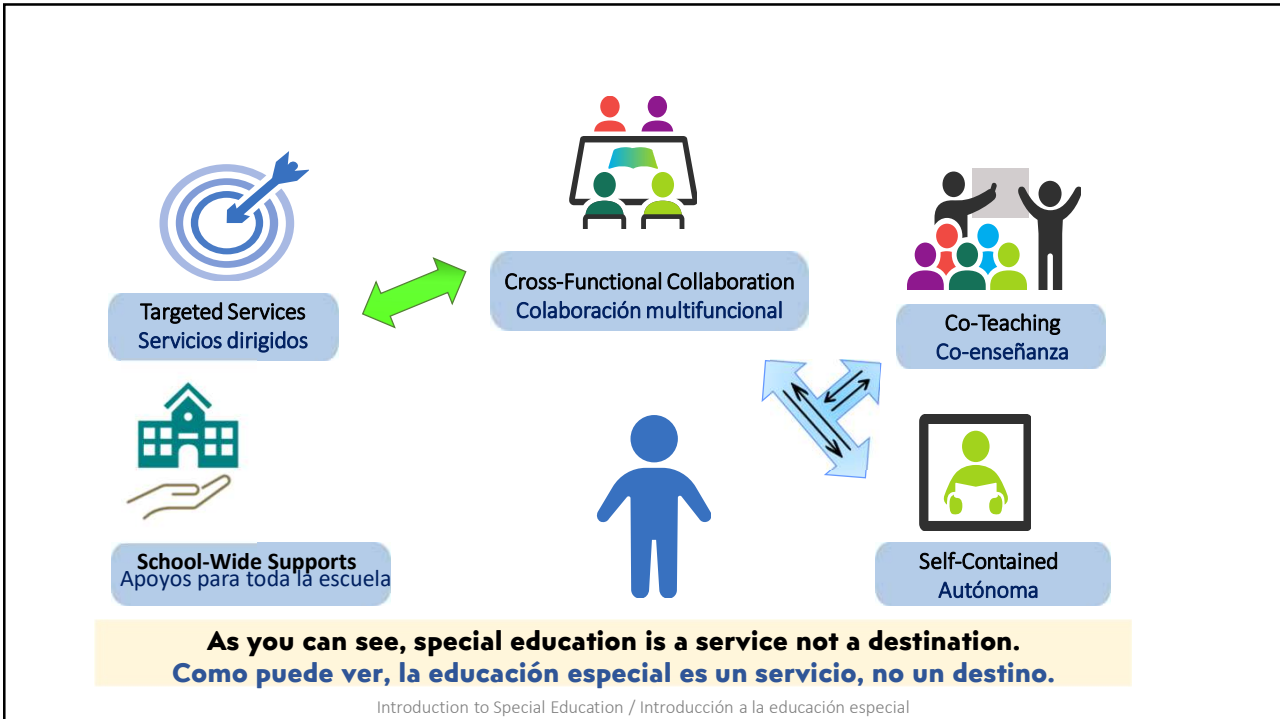 Cross-Functional Collaboration
Colaboración multifuncional
Targeted Services
Servicios dirigidos
Co-Teaching
Co-enseñanza
School-Wide Supports
Apoyos para toda la escuela
Self-Contained
Autónoma
As you can see, special education is a service not a destination.
Como puede ver, la educación especial es un servicio, no un destino.
Introduction to Special Education / Introducción a la educación especial